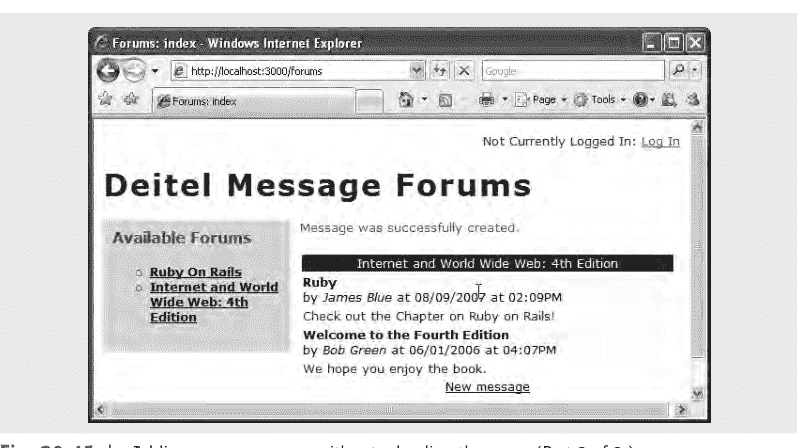 Forums: index - Windows Internet Explorer
http://localhost:3000/forums
Google
Forums: index
Page
Tools
Not Currently Logged In: Log In
Deitel Message Forums
Available Forums
Ruby On Rails
Internet and World
Wide Web: 4th
Edition
Message was successfully created.
Internet and World Wide Web: 4th Edition
Ruby
by James Blue at 08/09/2007 at 02:09PM
Check out the Chapter on Ruby on Rails!
Welcome to the Fourth Edition
by Bob Green at 06/01/2006 at 04:07PM
We hope you enjoy the book.
New message